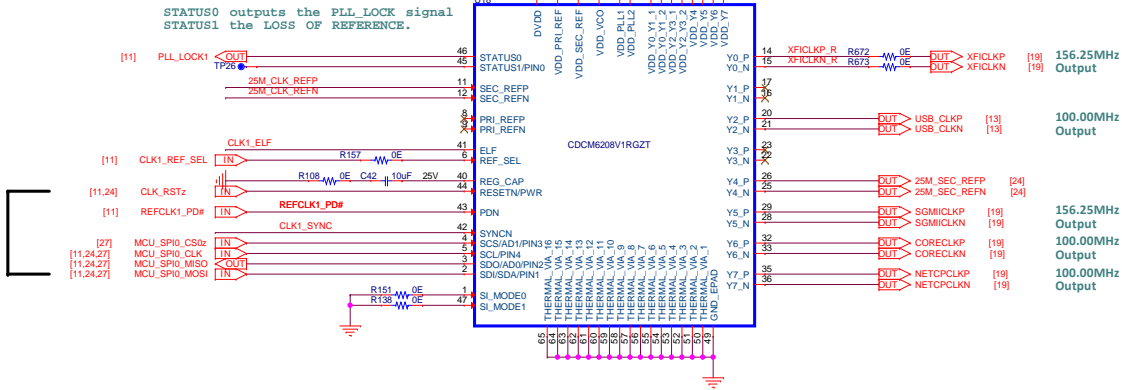 STATUS0 outputs the PLL_LOCK signal
STATUS1 the LOSS OF REFERENCE.
DVDD
VDD_PRI_REF
VDD_SEC_REF
VDD_VCO
VDD_PLL1
VDD_PLL2
VDD_Y0_Y1_1
VDD_Y0_Y1_2
VDD_Y2_Y3_1
VDD_Y2_Y3_2
VDD_Y4
VDD_Y5
VDD_Y6
VDD_Y7
[11] PLL_LOCK1 OUT 46 STATUS0
TP26 45 STATUS1/PIN0
25M_CLK_REFP 11 SEC_REFP
25M_CLK_REFN 12 SEC_REFN
8 PRI_REFP
9 PRI_REFN
CLK1_ELF 41 ELF
[11] CLK1_REF_SEL IN R157 0E 6 REF_SEL
R108 0E C42 10uF 25V 40 REG_CAP
[11,24] CLK_RSTz IN 44 RESETN/PWR
[11] REFCLK1_PD# IN REFCLK1_PD# 43 PDN
CLK1_SYNC 42 SYNCN
[27] MCU_SPI0_CS0z IN 4 SCS/AD1/PIN3
[11,24,27] MCU_SPI0_CLK IN 5 SCL/PIN4
[11,24,27] MCU_SPI0_MISO OUT 3 SDO/AD0/PIN2
[11,24,27] MCU_SPI0_MOSI IN 2 SDI/SDA/PIN1
R151 0E 1 SI_MODE0
R138 0E 47 SI_MODE1
CDCM6208V1RGZT
Y0_P 14 XFICLKP_R R672 0E OUT XFICLKP [19] 156.25MHz
Y0_N 15 XFICLKN_R R673 0E OUT XFICLKN [19] Output
Y1_P 17
Y1_N 16
Y2_P 20 OUT USB_CLKP [13] 100.00MHz
Y2_N 21 OUT USB_CLKN [13] Output
Y3_P 23
Y3_N 22
Y4_P 26 OUT 25M_SEC_REFP [24]
Y4_N 25 OUT 25M_SEC_REFN [24]
Y5_P 29 OUT SGMIICLKP [19] 156.25MHz
Y5_N 28 OUT SGMIICLKN [19] Output
Y6_P 32 OUT CORECLKP [19] 100.00MHz
Y6_N 33 OUT CORECLKN [19] Output
Y7_P 35 OUT NETCPCLKP [19] 100.00MHz
Y7_N 36 OUT NETCPCLKN [19] Output
THERMAL_VIA_16 65
THERMAL_VIA_15 64
THERMAL_VIA_14 63
THERMAL_VIA_13 62
THERMAL_VIA_12 61
THERMAL_VIA_11 60
THERMAL_VIA_10 59
THERMAL_VIA_9 58
THERMAL_VIA_8 57
THERMAL_VIA_7 56
THERMAL_VIA_6 55
THERMAL_VIA_5 54
THERMAL_VIA_4 53
THERMAL_VIA_3 52
THERMAL_VIA_2 51
THERMAL_VIA_1 50
GND_EPAD 49